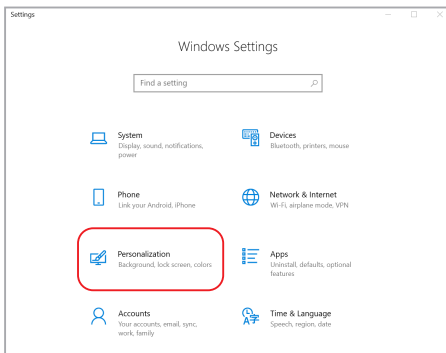 Settings
Windows Settings
Find a setting
System
Display, sound, notifications,
power
Devices
Bluetooth, printers, mouse
Phone
Link your Android, iPhone
Network & Internet
Wi-Fi, airplane mode, VPN
Personalization
Background, lock screen, colors
Apps
Uninstall, defaults, optional
features
Accounts
Your accounts, email, sync,
work, family
Time & Language
Speech, region, date